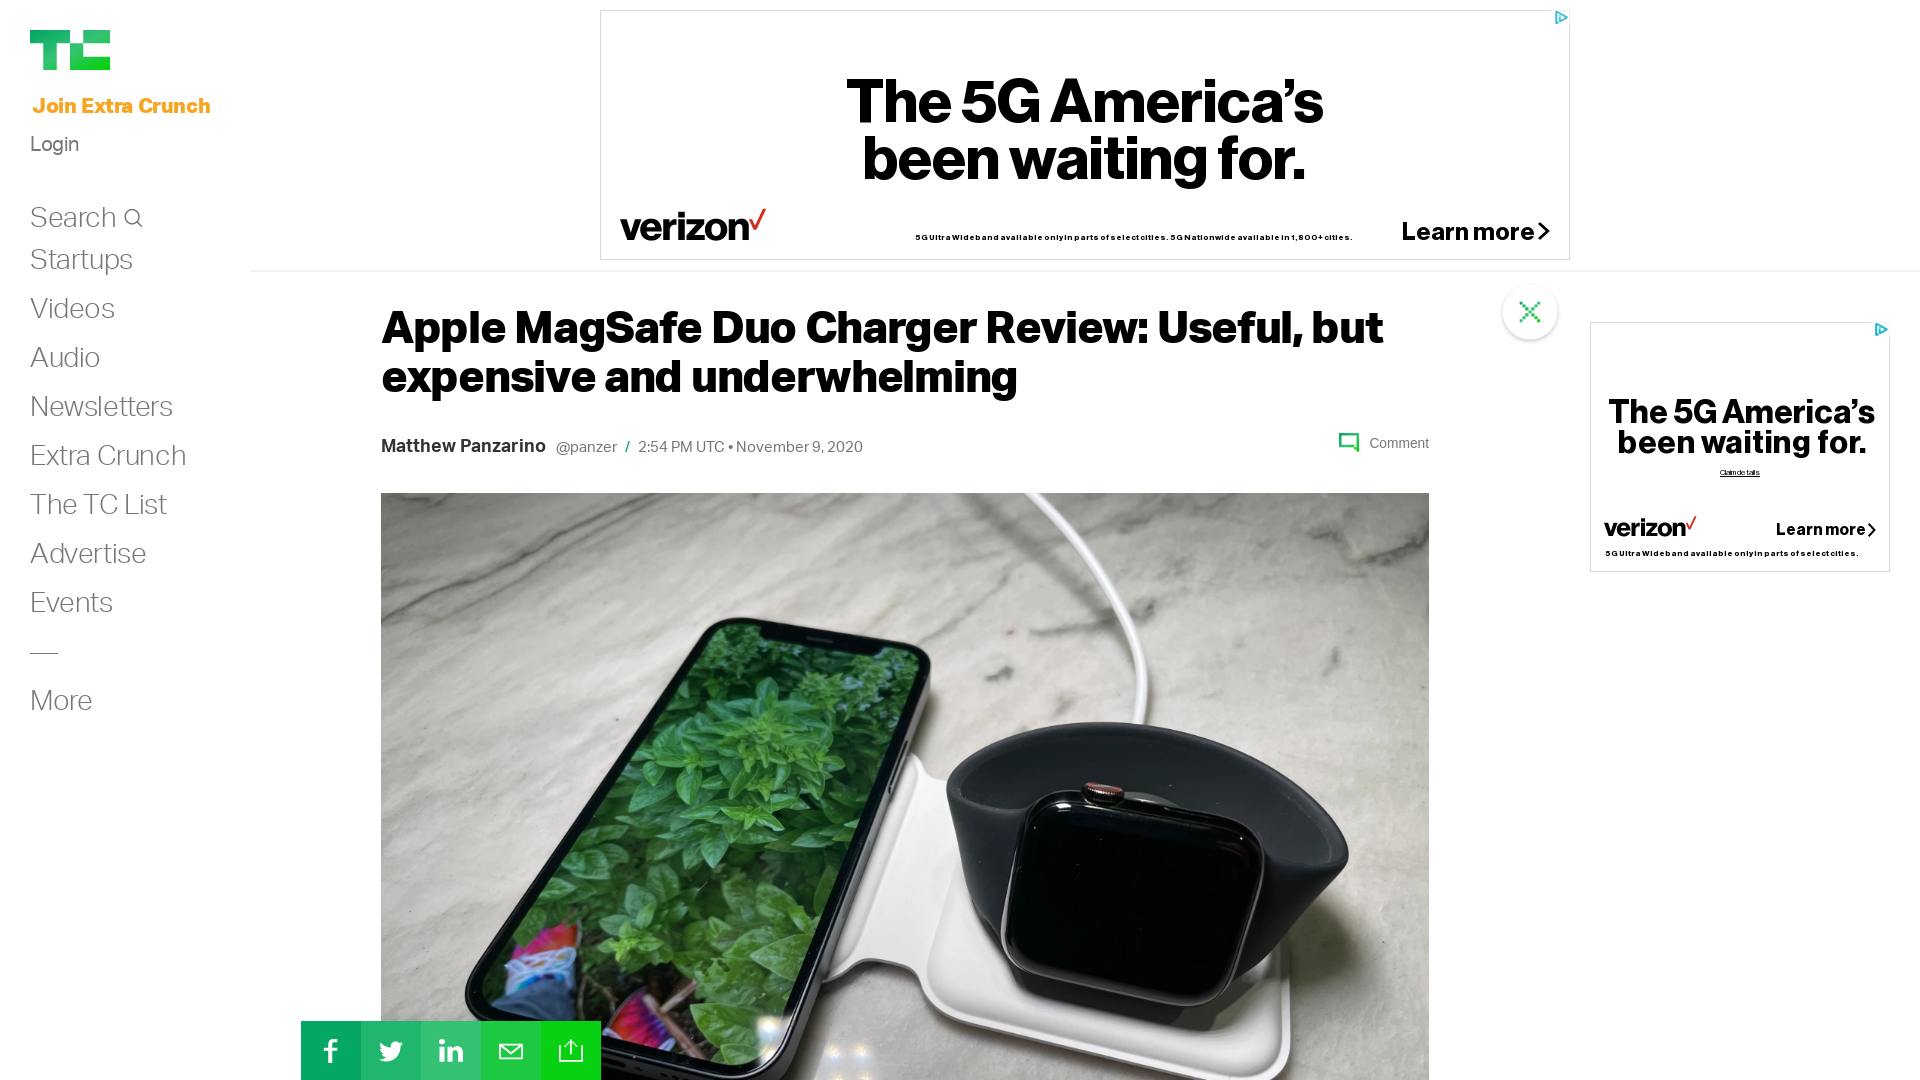 TC
Join Extra Crunch
Login
Search
Startups
Videos
Audio
Newsletters
Extra Crunch
The TC List
Advertise
Events
More
The 5G America’s
been waiting for.
verizon
5G Ultra Wideband available only in parts of select cities. 5G Nationwide available in 1,800+ cities.
Learn more
Apple MagSafe Duo Charger Review: Useful, but
expensive and underwhelming
Matthew Panzarino @panzer / 2:54 PM UTC • November 9, 2020
Comment
The 5G America’s
been waiting for.
Claim details
verizon
Learn more
5G Ultra Wideband available only in parts of select cities.